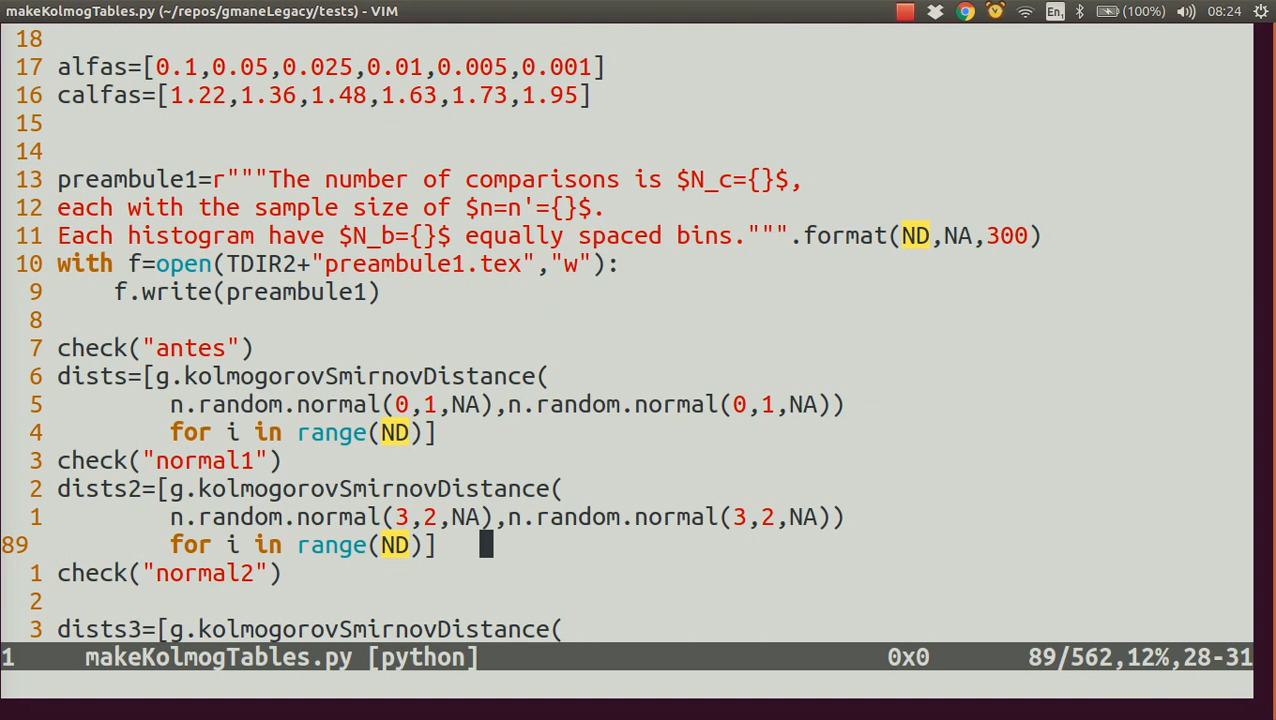 makeKolmogTables.py (~/repos/gmaneLegacy/tests) - VIM En1 (100%) 08:24
18
17 alfas=[0.1,0.05,0.025,0.01,0.005,0.001]
16 calfas=[1.22,1.36,1.48,1.63,1.73,1.95]
15
14
13 preambule1=r"""The number of comparisons is $N_c={}$,
12 each with the sample size of $n=n'={}$.
11 Each histogram have $N_b={}$ equally spaced bins.""".format(ND,NA,300)
10 with f=open(TDIR2+"preambule1.tex","w"):
9     f.write(preambule1)
8
7 check("antes")
6 dists=[g.kolmogorovSmirnovDistance(
5         n.random.normal(0,1,NA),n.random.normal(0,1,NA))
4         for i in range(ND)]
3 check("normal1")
2 dists2=[g.kolmogorovSmirnovDistance(
1         n.random.normal(3,2,NA),n.random.normal(3,2,NA))
89         for i in range(ND)]
1 check("normal2")
2
3 dists3=[g.kolmogorovSmirnovDistance(
1 makeKolmogTables.py [python] 0x0 89/562,12%,28-31